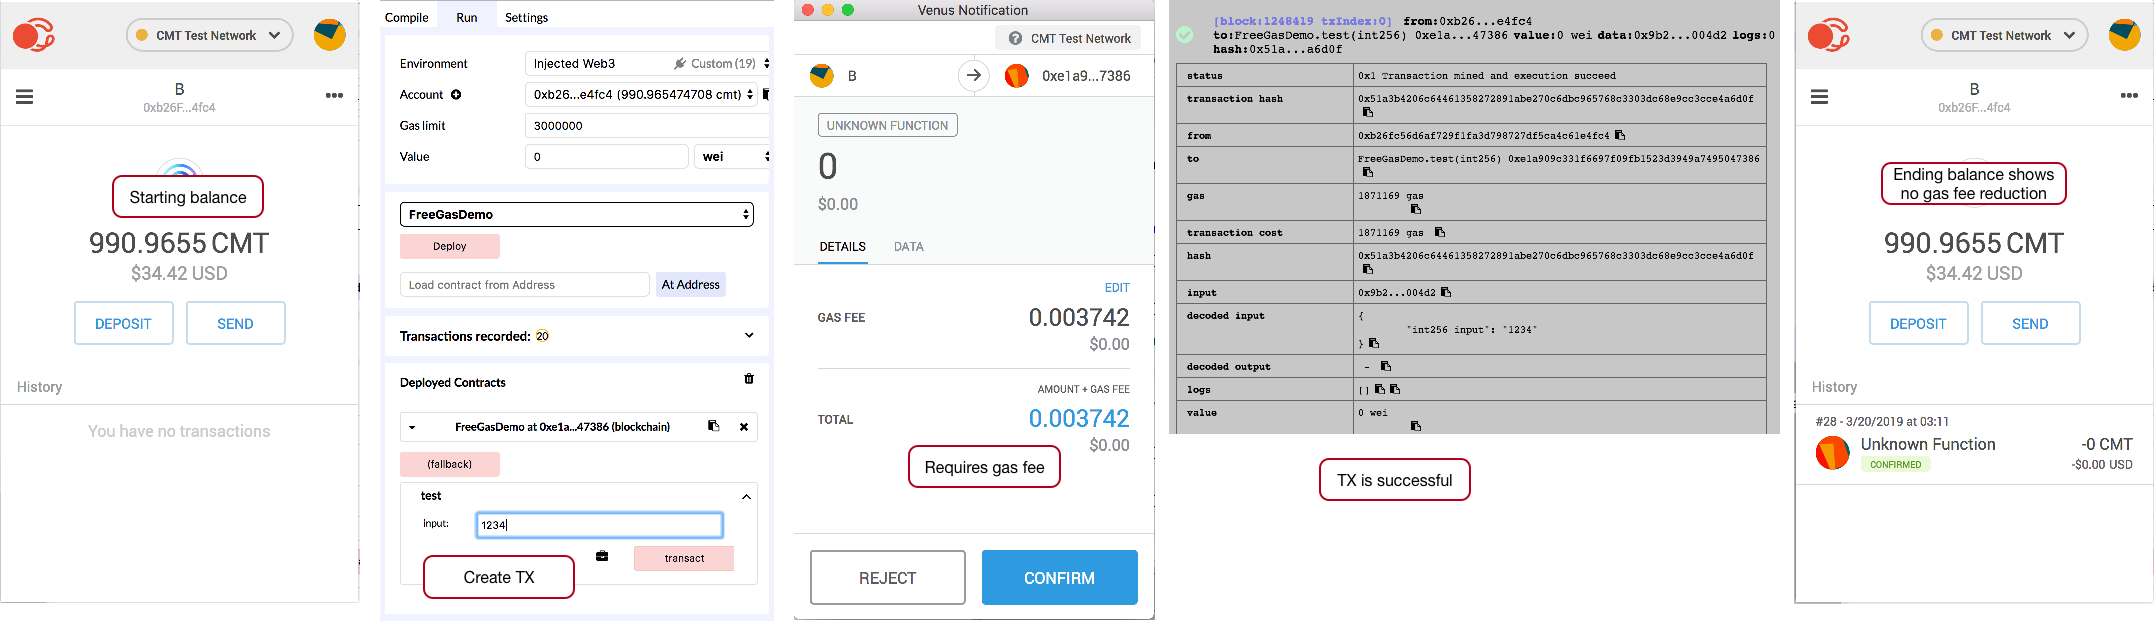 CMT Test Network
B
0xb26F...4fc4
Starting balance
990.9655 CMT
$34.42 USD
DEPOSIT
SEND
History
You have no transactions
Compile
Run
Settings
Environment
Injected Web3
Custom (19)
Account
0xb26...e4fc4 (990.965474708 cmt)
Gas limit
3000000
Value
0
wei
FreeGasDemo
Deploy
Load contract from Address
At Address
Transactions recorded: 20
Deployed Contracts
FreeGasDemo at 0xe1a...47386 (blockchain)
(fallback)
test
input:
1234
transact
Create TX
Venus Notification
CMT Test Network
B
0xe1a9...7386
UNKNOWN FUNCTION
0
$0.00
DETAILS
DATA
EDIT
GAS FEE
0.003742
$0.00
AMOUNT + GAS FEE
TOTAL
0.003742
$0.00
Requires gas fee
REJECT
CONFIRM
[block:1248419 txIndex:0] from:0xb26...e4fc4
to:FreeGasDemo.test(int256) 0xe1a...47386 value:0 wei data:0x9b2...004d2 logs:0
hash:0x51a...a6d0f
status
0x1 Transaction mined and execution succeed
transaction hash
0x51a3b4206c64461358272891abe270c6dbc965768c3303dc68e9cc3cce4a6d0f
from
0xb26fc56d6af729f1fa3d798727df5ca4c61e4fc4
to
FreeGasDemo.test(int256) 0xe1a909c331f6697f09fb1523d3949a7495047386
gas
1871169 gas
transaction cost
1871169 gas
hash
0x51a3b4206c64461358272891abe270c6dbc965768c3303dc68e9cc3cce4a6d0f
input
0x9b2...004d2
decoded input
{
"int256 input": "1234"
}
decoded output
-
logs
[]
value
0 wei
TX is successful
CMT Test Network
B
0xb26F...4fc4
Ending balance shows
no gas fee reduction
990.9655 CMT
$34.42 USD
DEPOSIT
SEND
History
#28 - 3/20/2019 at 03:11
Unknown Function
-0 CMT
CONFIRMED
-$0.00 USD